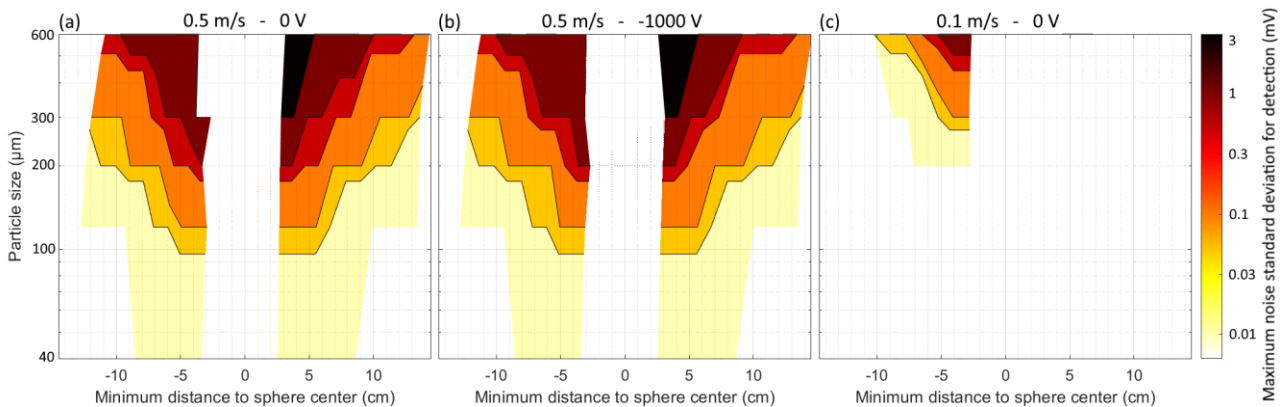 (a) 0.5 m/s - 0 V
(b) 0.5 m/s - -1000 V
(c) 0.1 m/s - 0 V
Particle size (µm)
600
300
200
100
40
-10 -5 0 5 10
Minimum distance to sphere center (cm)
-10 -5 0 5 10
Minimum distance to sphere center (cm)
-10 -5 0 5 10
Minimum distance to sphere center (cm)
3
1
0.3
0.1
0.03
0.01
Maximum noise standard deviation for detection (mV)